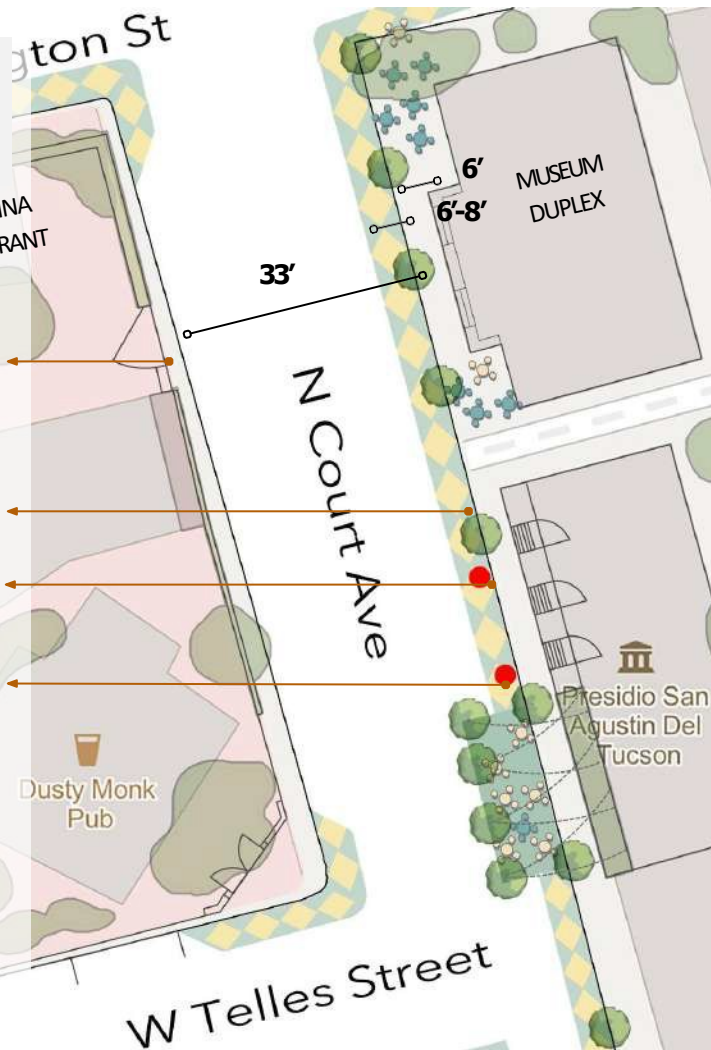 gton St
6′
MUSEUM
DUPLEX
6′-8′
INA
RANT
33′
N Court Ave
Presidio San
Agustin Del
Tucson
Dusty Monk
Pub
W Telles Street